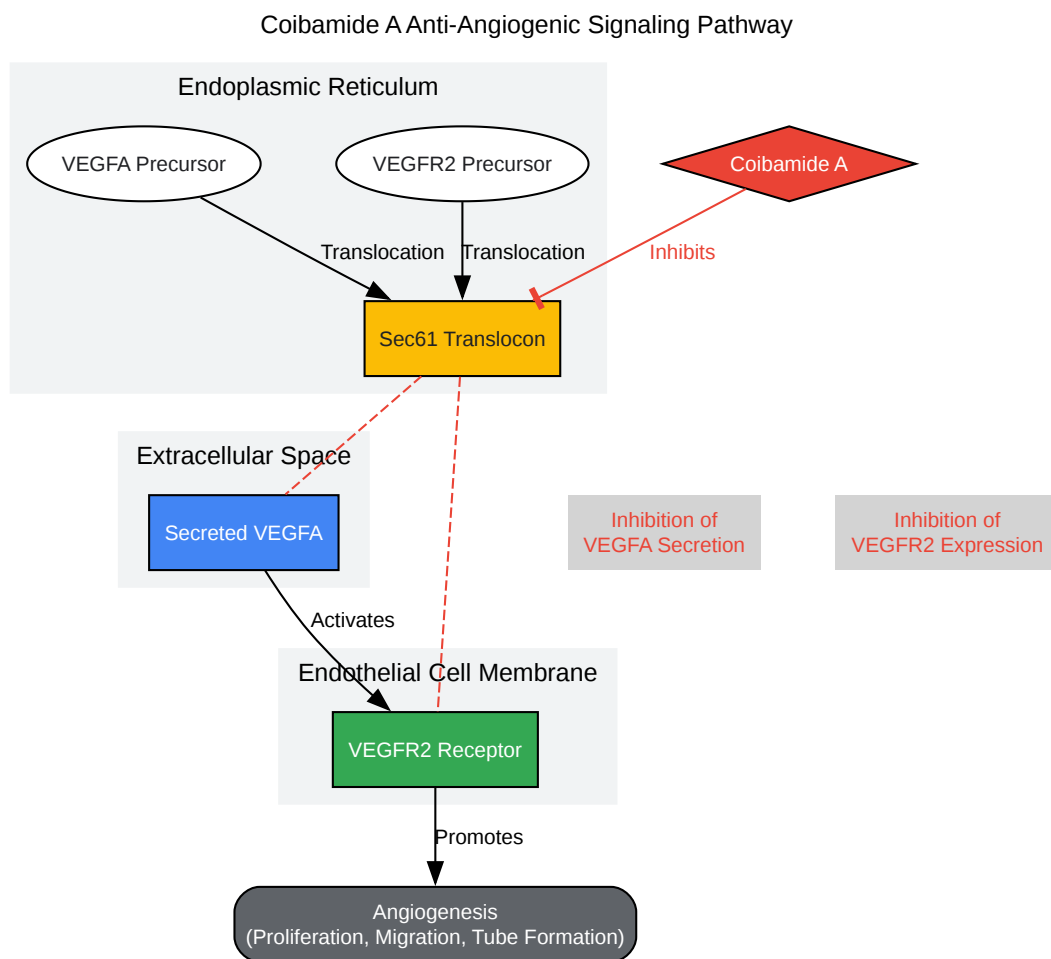 Coibamide A Anti-Angiogenic Signaling Pathway
Endoplasmic Reticulum
VEGFA Precursor
VEGFR2 Precursor
Coibamide A
Translocation
Translocation
Inhibits
Sec61 Translocon
Extracellular Space
Secreted VEGFA
Inhibition of
VEGFA Secretion
Inhibition of
VEGFR2 Expression
Activates
Endothelial Cell Membrane
VEGFR2 Receptor
Promotes
Angiogenesis
(Proliferation, Migration, Tube Formation)